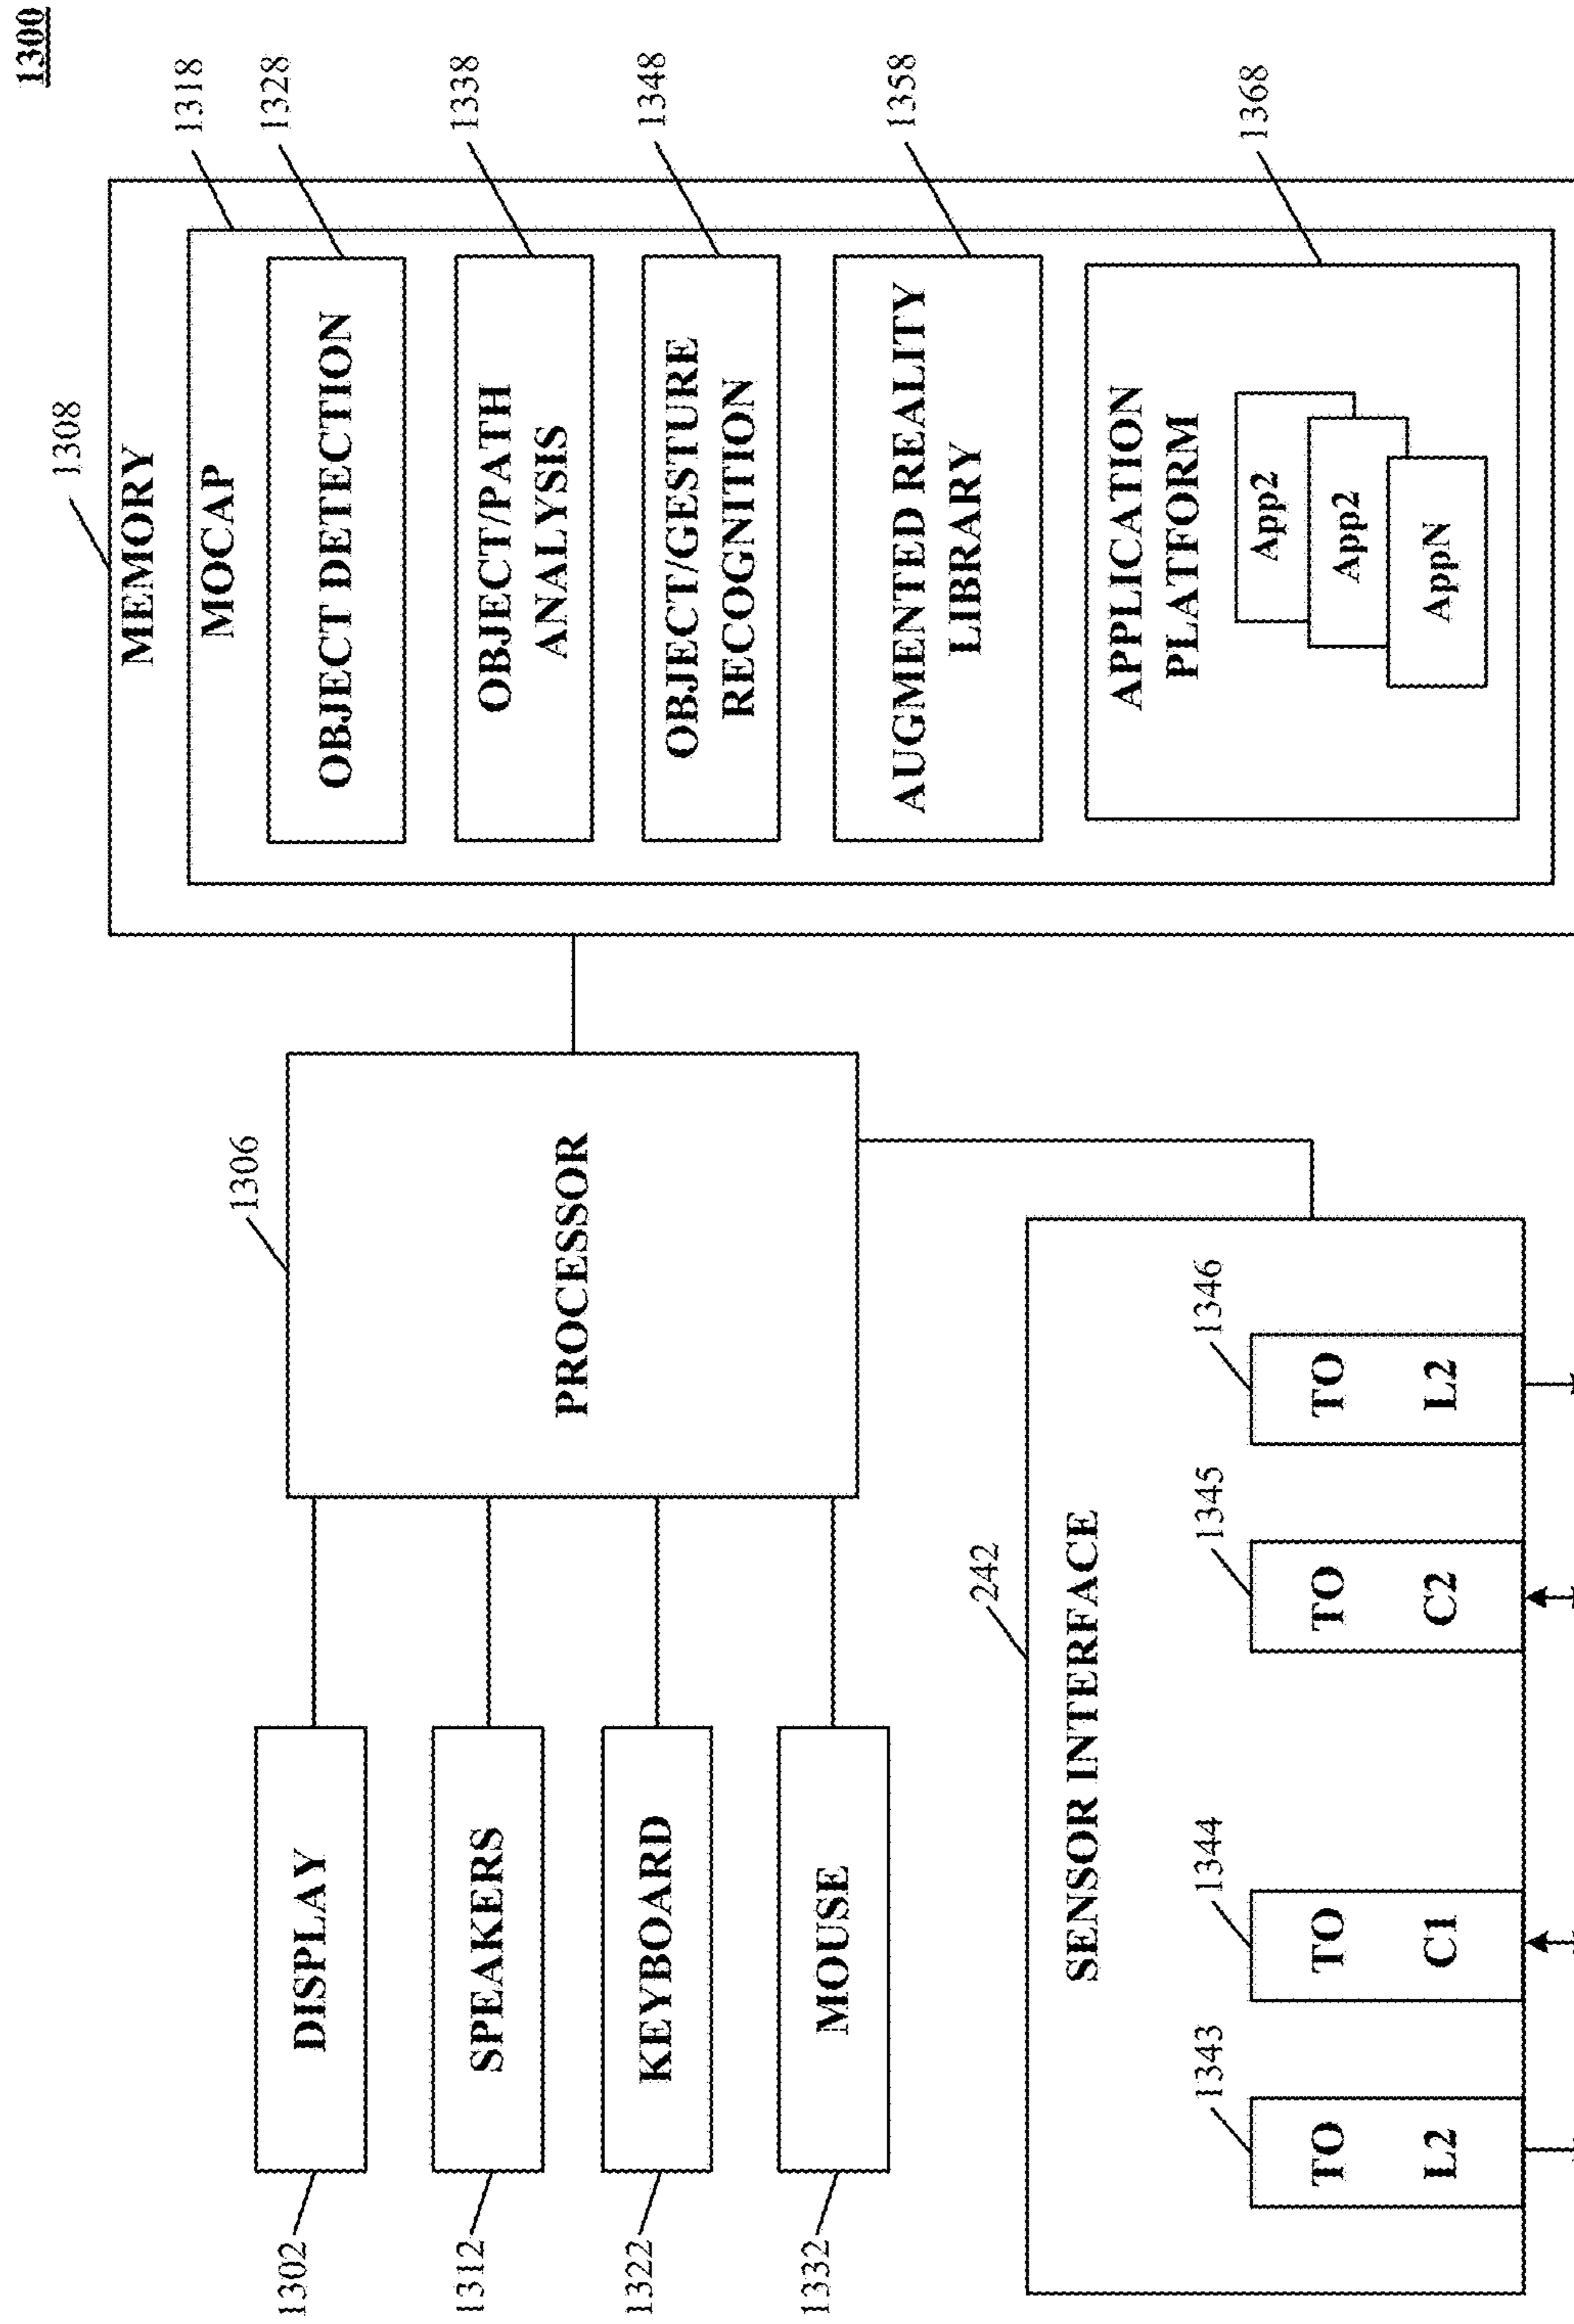 1300
1308
MEMORY
1318
MOCAP
1328
OBJECT DETECTION
1338
OBJECT/PATH
ANALYSIS
1348
OBJECT/GESTURE
RECOGNITION
1358
AUGMENTED REALITY
LIBRARY
1368
APPLICATION
PLATFORM
App2
App2
AppN
1306
PROCESSOR
1302
DISPLAY
1312
SPEAKERS
1322
KEYBOARD
1332
MOUSE
242
SENSOR INTERFACE
1343
TO
L2
1344
TO
C1
1345
TO
C2
1346
TO
L2